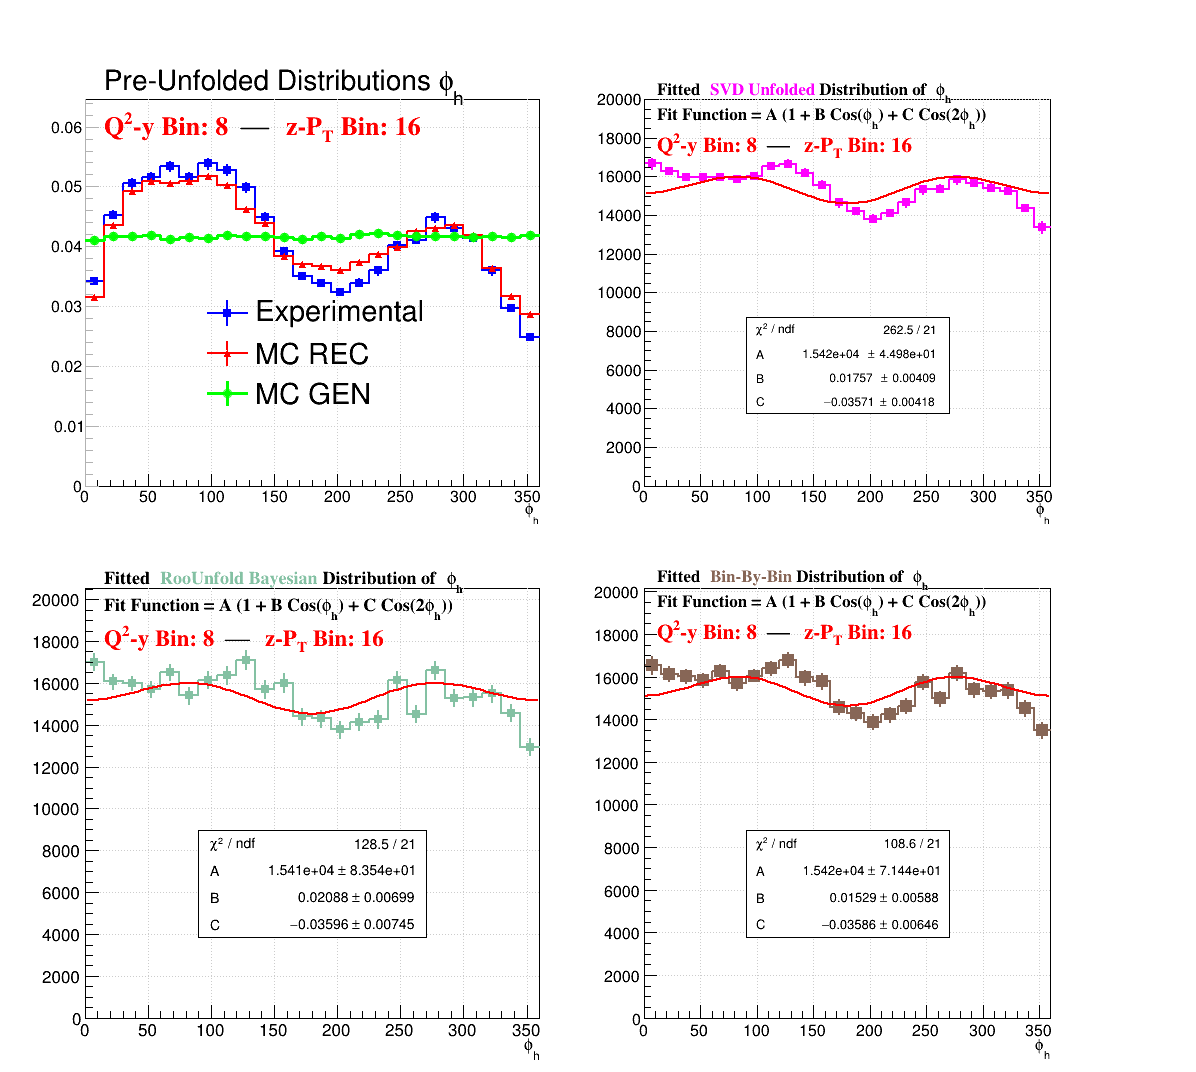 Pre-Unfolded Distributions ϕh
Q²-y Bin: 8 — z-PT Bin: 16
0.06
0.05
0.04
0.03
0.02
0.01
0
Experimental
MC REC
MC GEN
0 50 100 150 200 250 300 350
ϕh
Fitted SVD Unfolded Distribution of ϕh
Fit Function = A (1 + B Cos(ϕh) + C Cos(2ϕh))
Q²-y Bin: 8 — z-PT Bin: 16
20000
18000
16000
14000
12000
10000
8000
6000
4000
2000
0
χ² / ndf 262.5 / 21
A 1.542e+04 ± 4.498e+01
B 0.01757 ± 0.00409
C −0.03571 ± 0.00418
0 50 100 150 200 250 300 350
ϕh
Fitted RooUnfold Bayesian Distribution of ϕh
Fit Function = A (1 + B Cos(ϕh) + C Cos(2ϕh))
Q²-y Bin: 8 — z-PT Bin: 16
20000
18000
16000
14000
12000
10000
8000
6000
4000
2000
0
χ² / ndf 128.5 / 21
A 1.541e+04 ± 8.354e+01
B 0.02088 ± 0.00699
C −0.03596 ± 0.00745
0 50 100 150 200 250 300 350
ϕh
Fitted Bin-By-Bin Distribution of ϕh
Fit Function = A (1 + B Cos(ϕh) + C Cos(2ϕh))
Q²-y Bin: 8 — z-PT Bin: 16
20000
18000
16000
14000
12000
10000
8000
6000
4000
2000
0
χ² / ndf 108.6 / 21
A 1.542e+04 ± 7.144e+01
B 0.01529 ± 0.00588
C −0.03586 ± 0.00646
0 50 100 150 200 250 300 350
ϕh